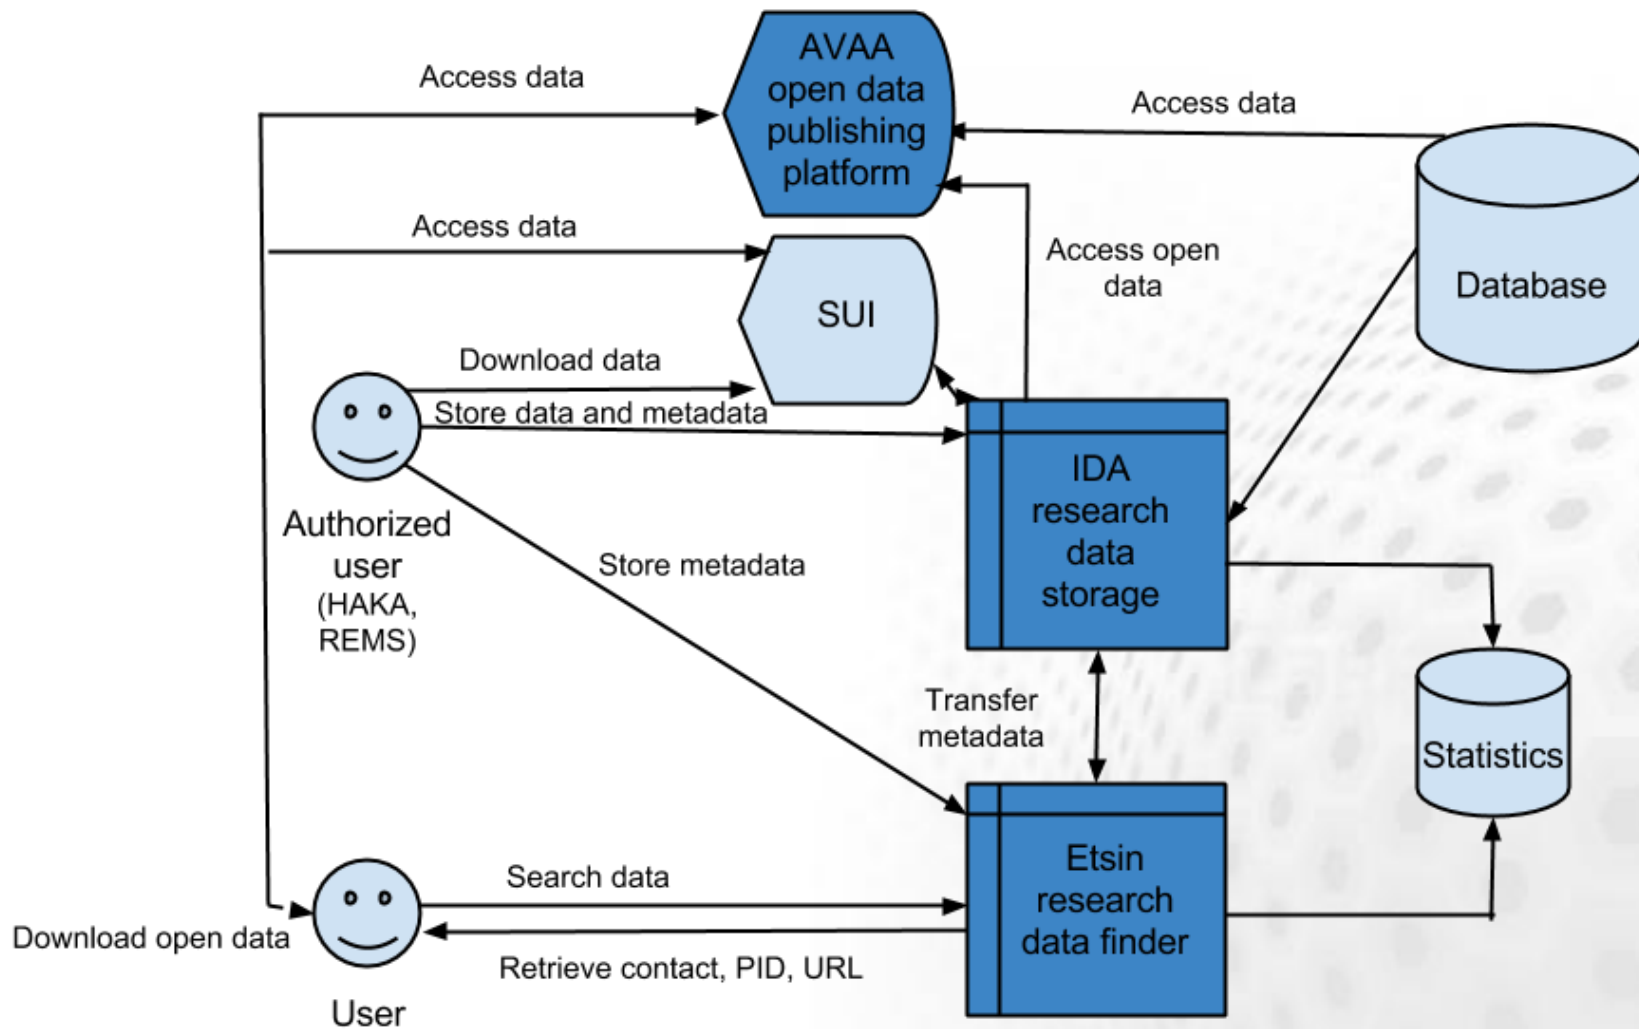 AVAA
open data
publishing
platform
Access data
Access data
Access data
SUI
Access open
data
Database
Download data
Store data and metadata
IDA
research
data
storage
Authorized
user
(HAKA,
REMS)
Store metadata
Transfer
metadata
Statistics
Etsin
research
data finder
Search data
Download open data
Retrieve contact, PID, URL
User